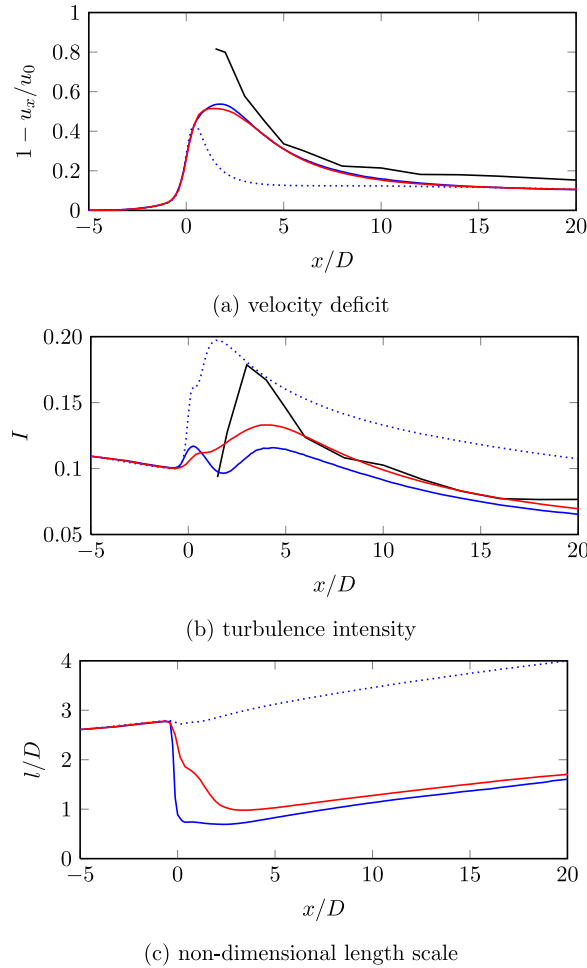 1
0.8
0.6
0.4
0.2
0
1 − u_x/u_0
−5 0 5 10 15 20
x/D
(a) velocity deficit
0.20
0.15
0.10
0.05
I
−5 0 5 10 15 20
x/D
(b) turbulence intensity
4
3
2
1
0
l/D
−5 0 5 10 15 20
x/D
(c) non-dimensional length scale